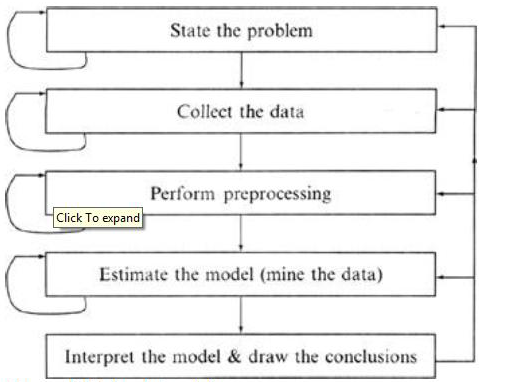 State the problem
Collect the data
Perform preprocessing
Click To expand
Estimate the model (mine the data)
Interpret the model & draw the conclusions